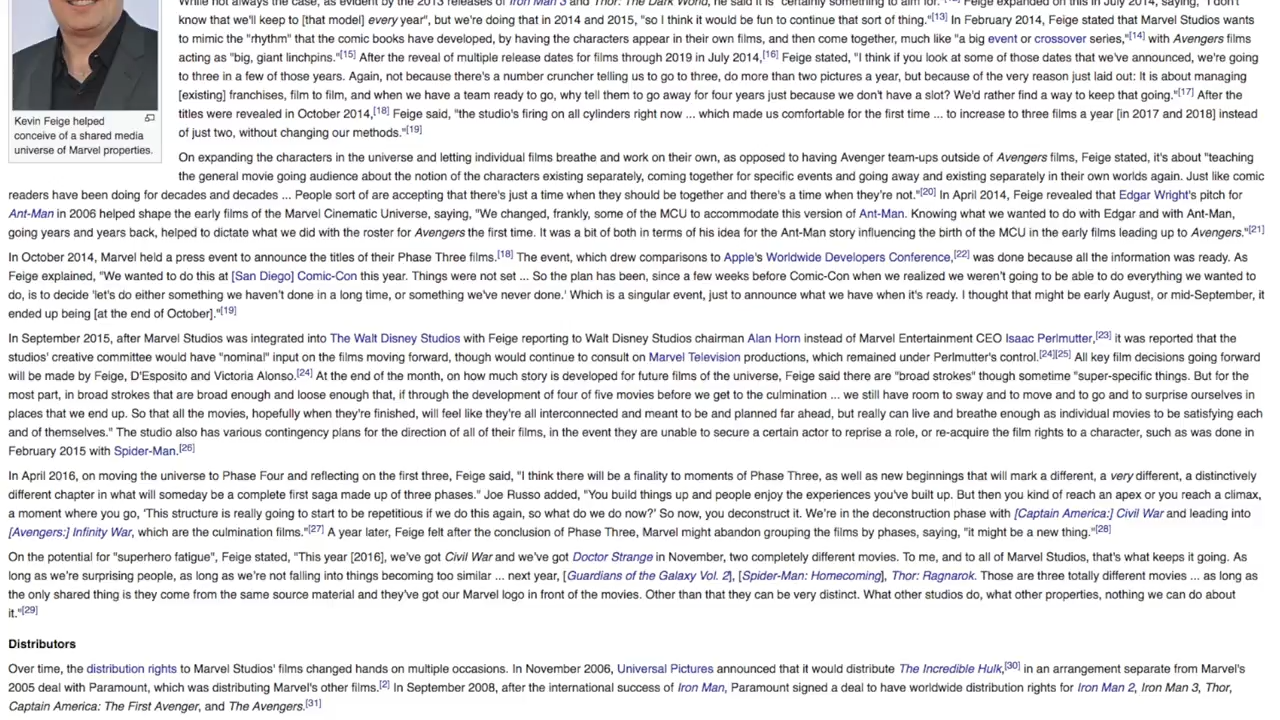 While not always the case, as evident by the 2013 releases of Iron Man 3 and Thor: The Dark World, he said it is "certainly something to aim for." Feige expanded on this in July 2014, saying, "I don't
know that we'll keep to [that model] every year", but we're doing that in 2014 and 2015, "so I think it would be fun to continue that sort of thing."[13] In February 2014, Feige stated that Marvel Studios wants
to mimic the "rhythm" that the comic books have developed, by having the characters appear in their own films, and then come together, much like "a big event or crossover series,"[14] with Avengers films
acting as "big, giant linchpins."[15] After the reveal of multiple release dates for films through 2019 in July 2014,[16] Feige stated, "I think if you look at some of those dates that we've announced, we're going
to three in a few of those years. Again, not because there's a number cruncher telling us to go to three, do more than two pictures a year, but because of the very reason just laid out: It is about managing
[existing] franchises, film to film, and when we have a team ready to go, why tell them to go away for four years just because we don't have a slot? We'd rather find a way to keep that going."[17] After the
titles were revealed in October 2014,[18] Feige said, "the studio's firing on all cylinders right now ... which made us comfortable for the first time ... to increase to three films a year [in 2017 and 2018] instead
of just two, without changing our methods."[19]
Kevin Feige helped
conceive of a shared media
universe of Marvel properties.
On expanding the characters in the universe and letting individual films breathe and work on their own, as opposed to having Avenger team-ups outside of Avengers films, Feige stated, it's about "teaching
the general movie going audience about the notion of the characters existing separately, coming together for specific events and going away and existing separately in their own worlds again. Just like comic
readers have been doing for decades and decades ... People sort of are accepting that there's just a time when they should be together and there's a time when they're not."[20] In April 2014, Feige revealed that Edgar Wright's pitch for
Ant-Man in 2006 helped shape the early films of the Marvel Cinematic Universe, saying, "We changed, frankly, some of the MCU to accommodate this version of Ant-Man. Knowing what we wanted to do with Edgar and with Ant-Man,
going years and years back, helped to dictate what we did with the roster for Avengers the first time. It was a bit of both in terms of his idea for the Ant-Man story influencing the birth of the MCU in the early films leading up to Avengers."[21]
In October 2014, Marvel held a press event to announce the titles of their Phase Three films.[18] The event, which drew comparisons to Apple's Worldwide Developers Conference,[22] was done because all the information was ready. As
Feige explained, "We wanted to do this at [San Diego] Comic-Con this year. Things were not set ... So the plan has been, since a few weeks before Comic-Con when we realized we weren't going to be able to do everything we wanted to
do, is to decide 'let's do either something we haven't done in a long time, or something we've never done.' Which is a singular event, just to announce what we have when it's ready. I thought that might be early August, or mid-September, it
ended up being [at the end of October]."[19]
In September 2015, after Marvel Studios was integrated into The Walt Disney Studios with Feige reporting to Walt Disney Studios chairman Alan Horn instead of Marvel Entertainment CEO Isaac Perlmutter,[23] it was reported that the
studios' creative committee would have "nominal" input on the films moving forward, though would continue to consult on Marvel Television productions, which remained under Perlmutter's control.[24][25] All key film decisions going forward
will be made by Feige, D'Esposito and Victoria Alonso.[24] At the end of the month, on how much story is developed for future films of the universe, Feige said there are "broad strokes" though sometime "super-specific things. But for the
most part, in broad strokes that are broad enough and loose enough that, if through the development of four of five movies before we get to the culmination ... we still have room to sway and to move and to go and to surprise ourselves in
places that we end up. So that all the movies, hopefully when they're finished, will feel like they're all interconnected and meant to be and planned far ahead, but really can live and breathe enough as individual movies to be satisfying each
and of themselves." The studio also has various contingency plans for the direction of all of their films, in the event they are unable to secure a certain actor to reprise a role, or re-acquire the film rights to a character, such as was done in
February 2015 with Spider-Man.[26]
In April 2016, on moving the universe to Phase Four and reflecting on the first three, Feige said, "I think there will be a finality to moments of Phase Three, as well as new beginnings that will mark a different, a very different, a distinctively
different chapter in what will someday be a complete first saga made up of three phases." Joe Russo added, "You build things up and people enjoy the experiences you've built up. But then you kind of reach an apex or you reach a climax,
a moment where you go, 'This structure is really going to start to be repetitious if we do this again, so what do we do now?' So now, you deconstruct it. We're in the deconstruction phase with [Captain America:] Civil War and leading into
[Avengers:] Infinity War, which are the culmination films."[27] A year later, Feige felt after the conclusion of Phase Three, Marvel might abandon grouping the films by phases, saying, "it might be a new thing."[28]
On the potential for "superhero fatigue", Feige stated, "This year [2016], we've got Civil War and we've got Doctor Strange in November, two completely different movies. To me, and to all of Marvel Studios, that's what keeps it going. As
long as we're surprising people, as long as we're not falling into things becoming too similar ... next year, [Guardians of the Galaxy Vol. 2], [Spider-Man: Homecoming], Thor: Ragnarok. Those are three totally different movies ... as long as
the only shared thing is they come from the same source material and they've got our Marvel logo in front of the movies. Other than that they can be very distinct. What other studios do, what other properties, nothing we can do about
it."[29]
Distributors
Over time, the distribution rights to Marvel Studios' films changed hands on multiple occasions. In November 2006, Universal Pictures announced that it would distribute The Incredible Hulk,[30] in an arrangement separate from Marvel's
2005 deal with Paramount, which was distributing Marvel's other films.[2] In September 2008, after the international success of Iron Man, Paramount signed a deal to have worldwide distribution rights for Iron Man 2, Iron Man 3, Thor,
Captain America: The First Avenger, and The Avengers.[31]